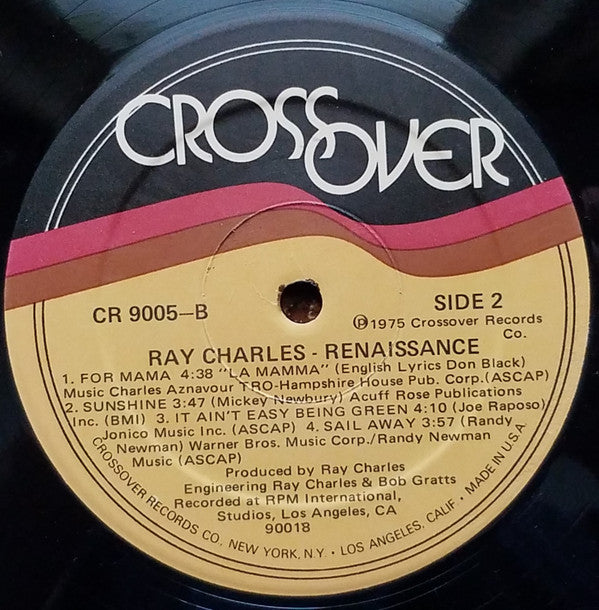 CROSSOVER
CR 9005-B
SIDE 2
℗1975 Crossover Records
Co.
RAY CHARLES - RENAISSANCE
1. FOR MAMA 4:38 "LA MAMMA" (English Lyrics Don Black)
Music Charles Aznavour TRO-Hampshire House Pub. Corp.(ASCAP)
2. SUNSHINE 3:47 (Mickey Newbury) Acuff Rose Publications
Inc. (BMI) 3. IT AIN'T EASY BEING GREEN 4:10 (Joe Raposo)
Jonico Music Inc. (ASCAP) 4. SAIL AWAY 3:57 (Randy
Newman) Warner Bros. Music Corp./Randy Newman
Music (ASCAP)
Produced by Ray Charles
Engineering Ray Charles & Bob Gratts
Recorded at RPM International,
Studios, Los Angeles, CA
90018
CROSSOVER RECORDS CO., NEW YORK, N.Y. • LOS ANGELES, CALIF. • MADE IN U.S.A.